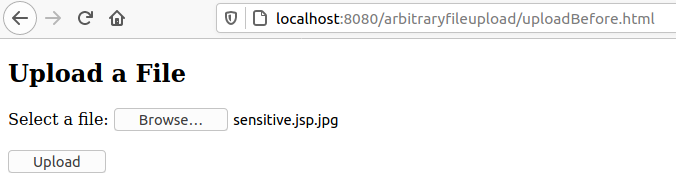 localhost:8080/arbitraryfileupload/uploadBefore.html
Upload a File
Select a file: Browse... sensitive.jsp.jpg
Upload